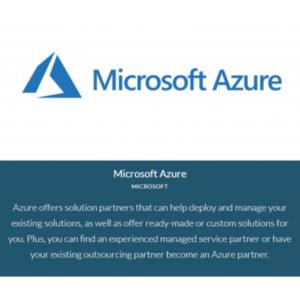 Microsoft Azure
Microsoft Azure
MICROSOFT
Azure offers solution partners that can help deploy and manage your
existing solutions, as well as offer ready-made or custom solutions for
you. Plus, you can find an experienced managed service partner or have
your existing outsourcing partner become an Azure partner.